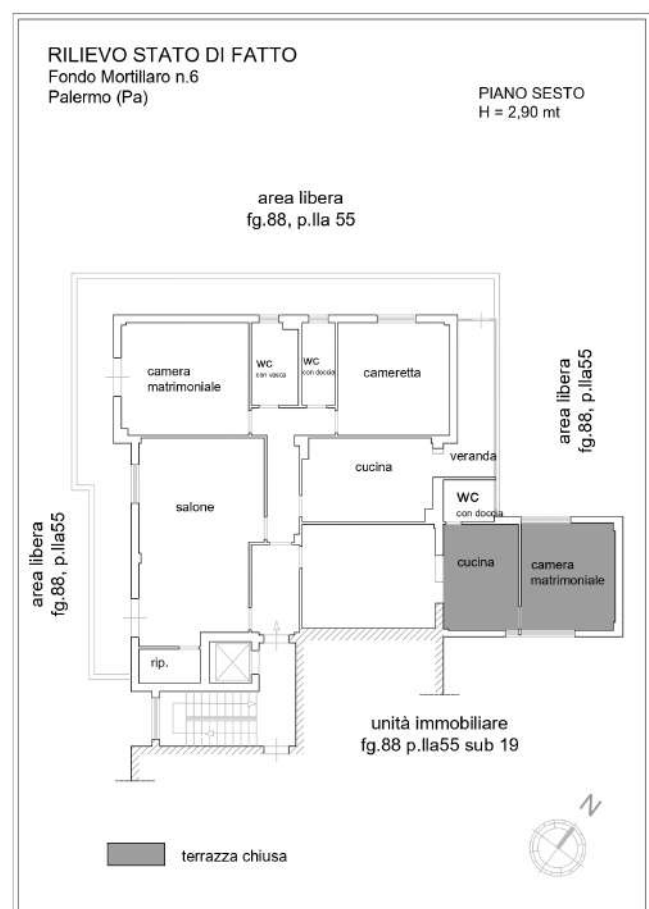 RILIEVO STATO DI FATTO
Fondo Mortillaro n.6
Palermo (Pa)
PIANO SESTO
H = 2,90 mt
area libera
fg.88, p.lla 55
camera
matrimoniale
WC
con vasca
WC
con doccia
cameretta
area libera
fg.88, p.lla55
cucina
veranda
salone
WC
con doccia
area libera
fg.88, p.lla55
cucina
camera
matrimoniale
rip.
unità immobiliare
fg.88 p.lla55 sub 19
N
terrazza chiusa